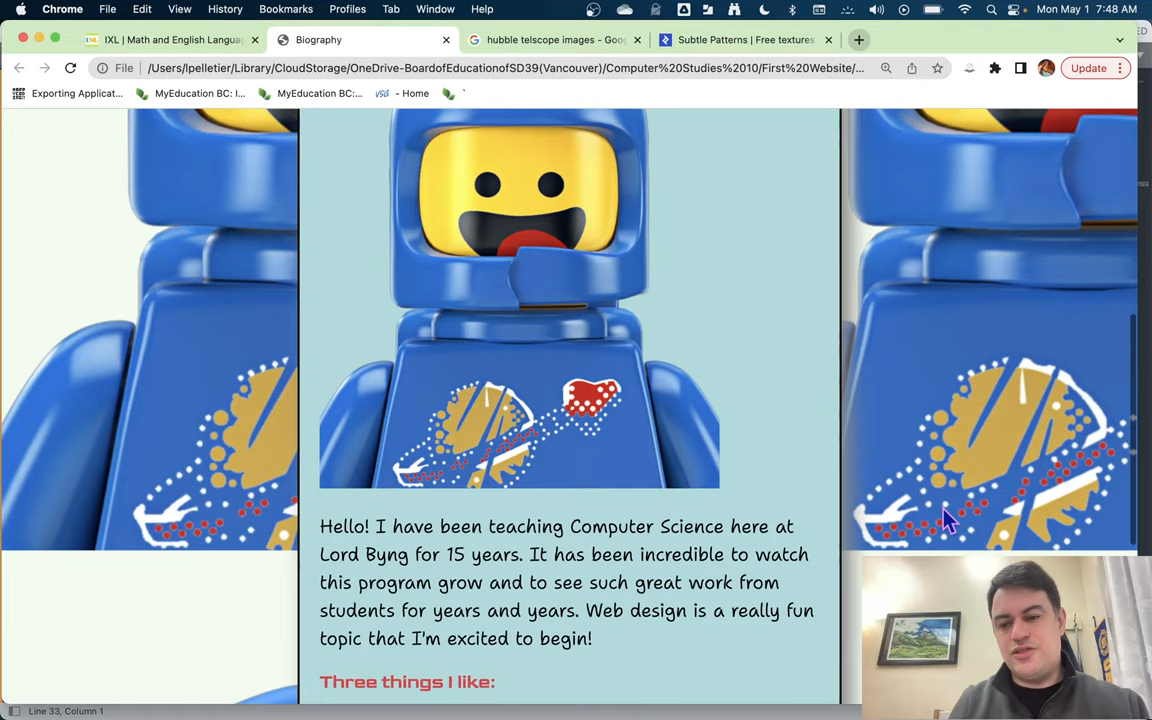 Chrome File Edit View History Bookmarks Profiles Tab Window Help Mon May 1 7:48 AM
IXL | Math and English Langua Biography hubble telscope images - Goo Subtle Patterns | Free textures
File /Users/lpelletier/Library/CloudStorage/OneDrive-BoardofEducationofSD39(Vancouver)/Computer%20Studies%2010/First%20Website/... Update
Exporting Applicat... MyEducation BC: I... MyEducation BC:... VSB - Home
Hello! I have been teaching Computer Science here at
Lord Byng for 15 years. It has been incredible to watch
this program grow and to see such great work from
students for years and years. Web design is a really fun
topic that I'm excited to begin!
Three things I like:
Line 33, Column 1